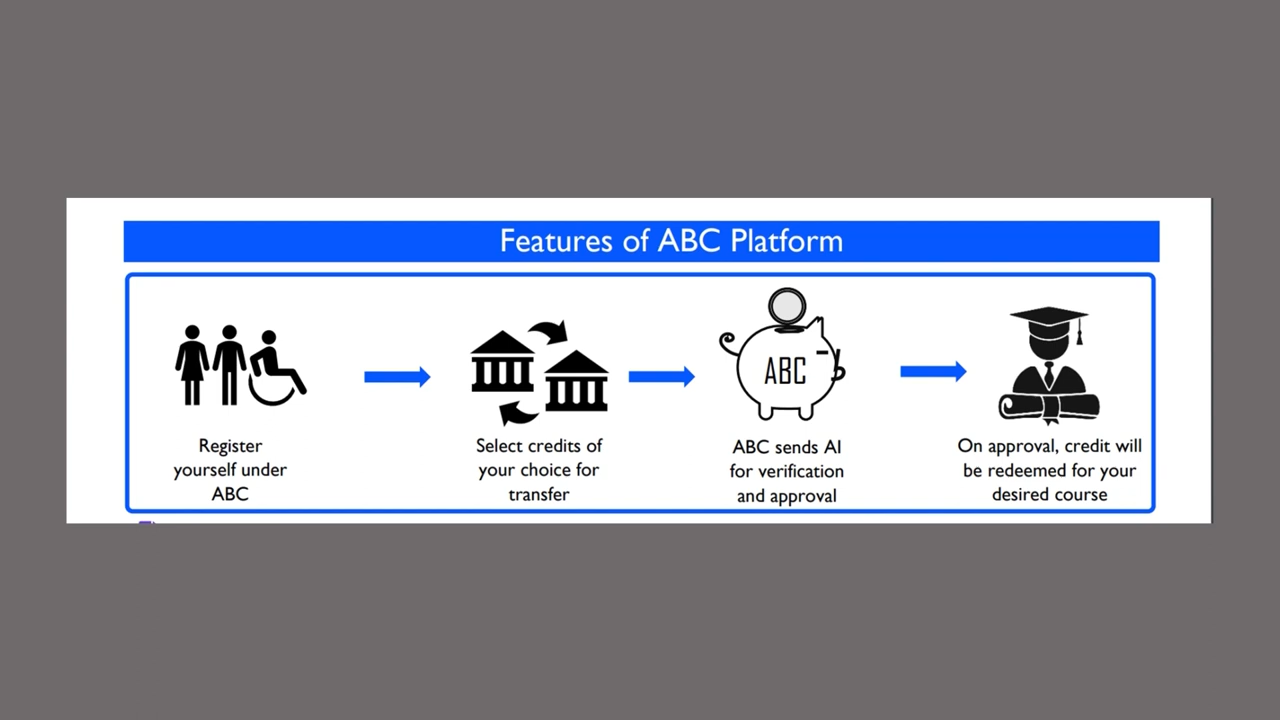 Features of ABC Platform
ABC
Register
yourself under
ABC
Select credits of
your choice for
transfer
ABC sends AI
for verification
and approval
On approval, credit will
be redeemed for your
desired course